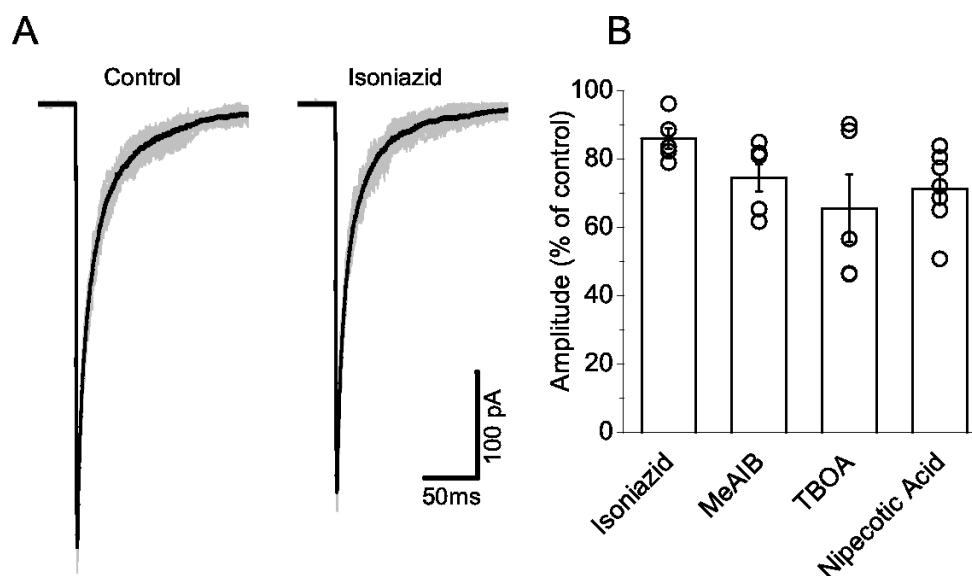 A
B
Control
Isoniazid
100 pA
50ms
Amplitude (% of control)
100
80
60
40
20
0
Isoniazid
MeAIB
TBOA
Nipecotic Acid